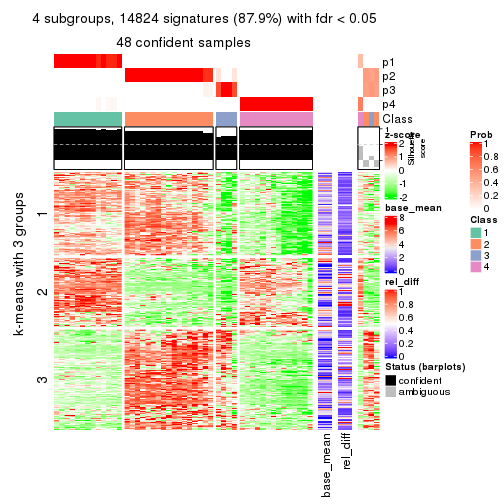 4 subgroups, 14824 signatures (87.9%) with fdr < 0.05
48 confident samples
p1
p2
p3
p4
Class
1
2
3
k-means with 3 groups
base_mean
rel_diff
Silhouette
score
1
z-score
2
1
0
-1
-2
base_mean
8
6
4
2
0
rel_diff
1
0.8
0.6
0.4
0.2
0
Status (barplots)
confident
ambiguous
Prob
1
0.8
0.6
0.4
0.2
0
Class
1
2
3
4